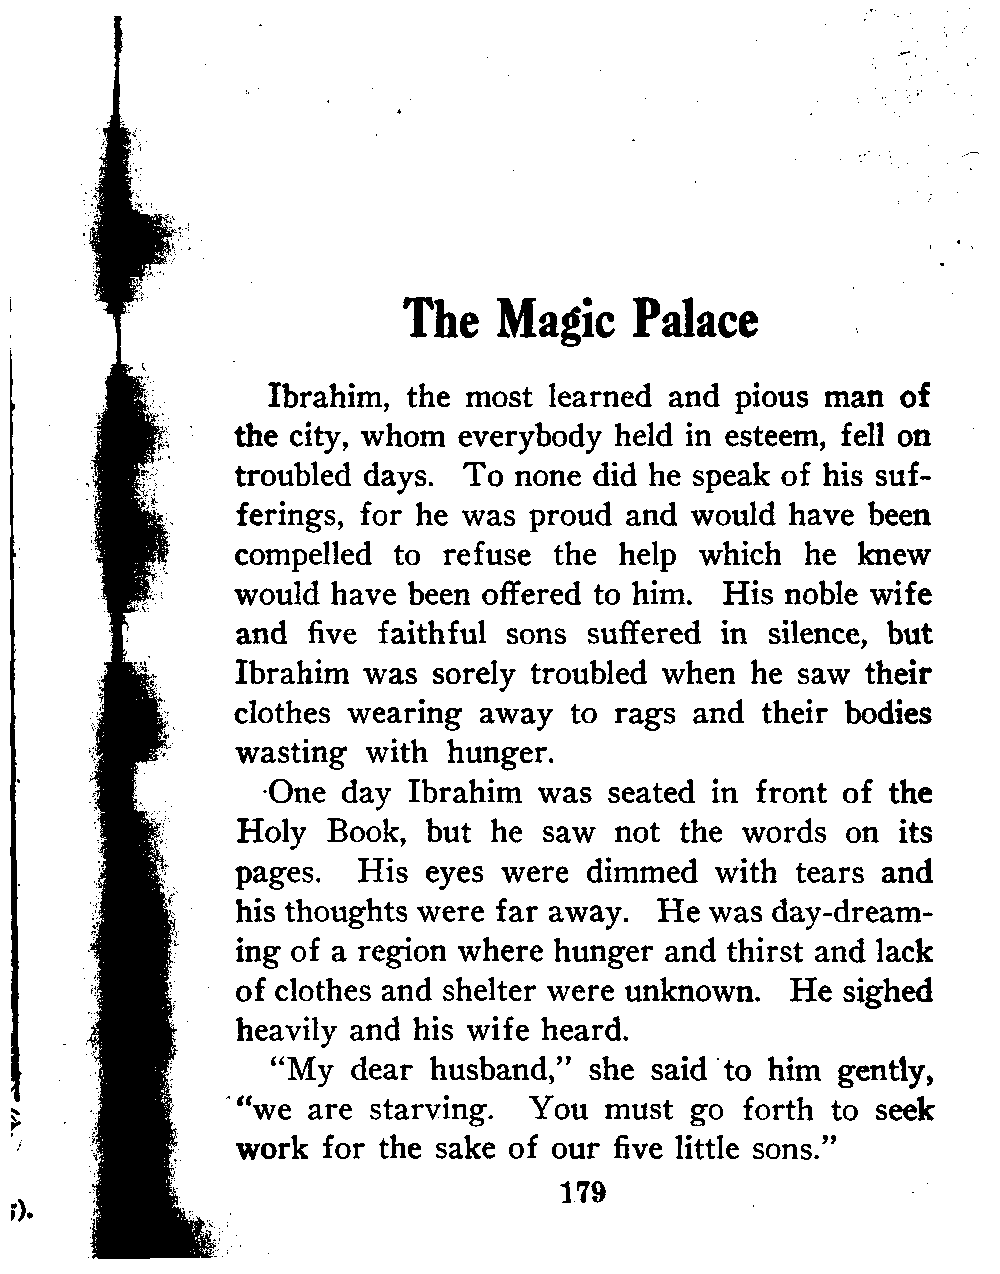 The Magic Palace
Ibrahim, the most learned and pious man of
the city, whom everybody held in esteem, fell on
troubled days. To none did he speak of his suf-
ferings, for he was proud and would have been
compelled to refuse the help which he knew
would have been offered to him. His noble wife
and five faithful sons suffered in silence, but
Ibrahim was sorely troubled when he saw their
clothes wearing away to rags and their bodies
wasting with hunger.
One day Ibrahim was seated in front of the
Holy Book, but he saw not the words on its
pages. His eyes were dimmed with tears and
his thoughts were far away. He was day-dream-
ing of a region where hunger and thirst and lack
of clothes and shelter were unknown. He sighed
heavily and his wife heard.
"My dear husband," she said to him gently,
"we are starving. You must go forth to seek
work for the sake of our five little sons."
179